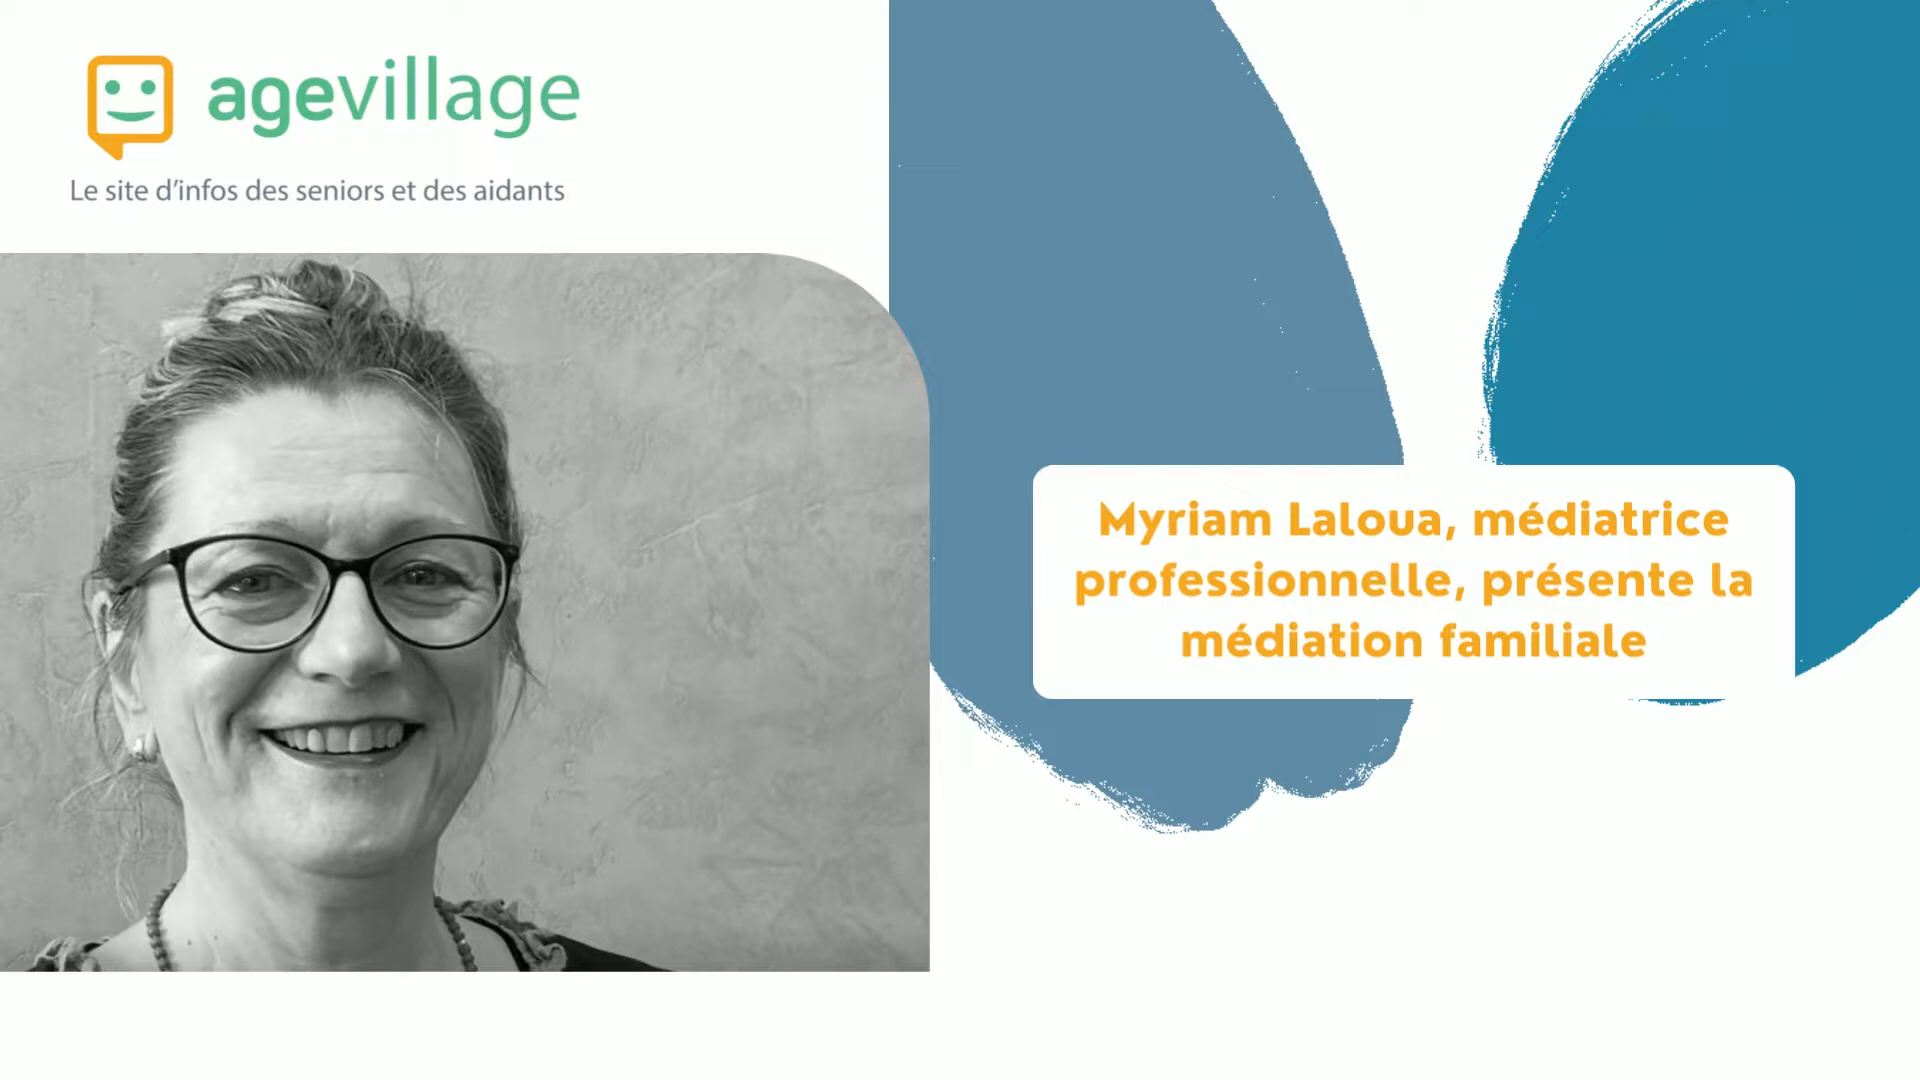 agevillage
Le site d'infos des seniors et des aidants
Myriam Laloua, médiatrice
professionnelle, présente la
médiation familiale